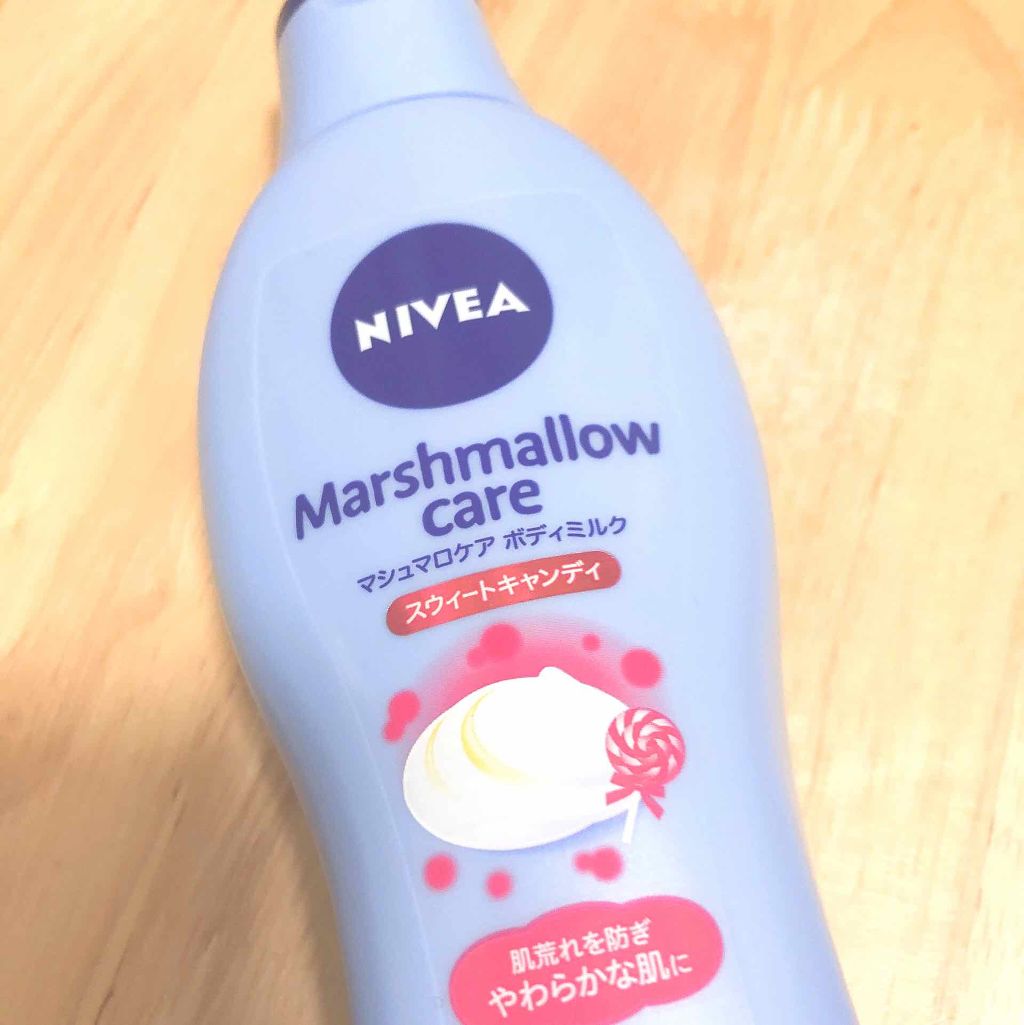 NIVEA
Marshmallow
care
マシュマロケア ボディミルク
スウィートキャンディ
肌荒れを防ぎ
やわらかな肌に